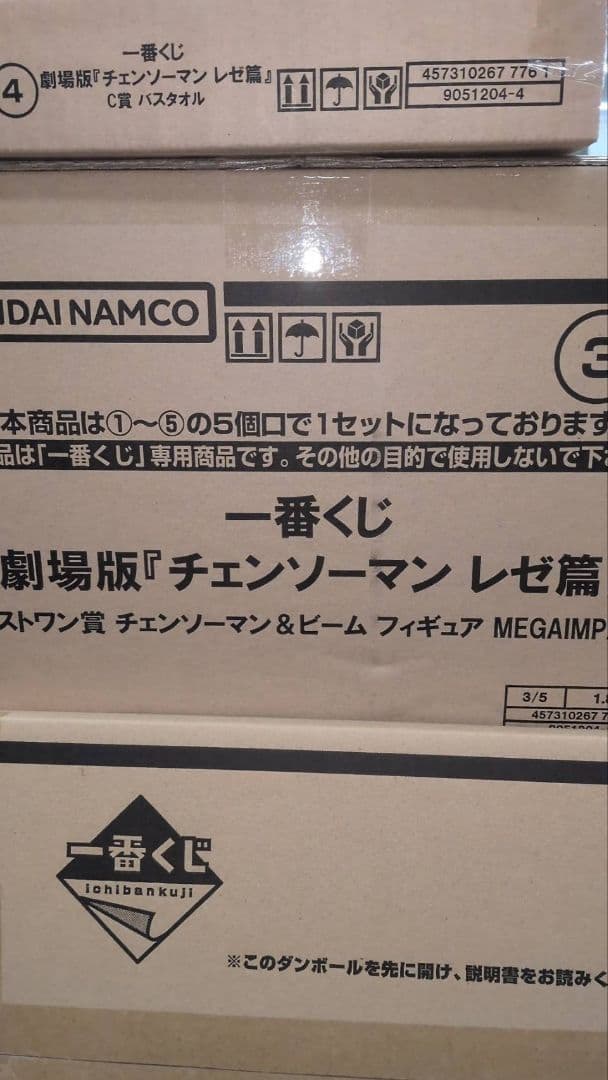 一番くじ
④ 劇場版『チェンソーマン レゼ篇』
C賞 バスタオル
457310267 776 1
9051204-4
NDAI NAMCO
3
本商品は①〜⑤の5個口で1セットになっております
品は「一番くじ」専用商品です。その他の目的で使用しないで下
一番くじ
劇場版『チェンソーマン レゼ篇
ストワン賞 チェンソーマン&ビーム フィギュア MEGAIMP
3/5 1.
457310267 7
一番くじ
ichibankuji
※このダンボールを先に開け、説明書をお読みく